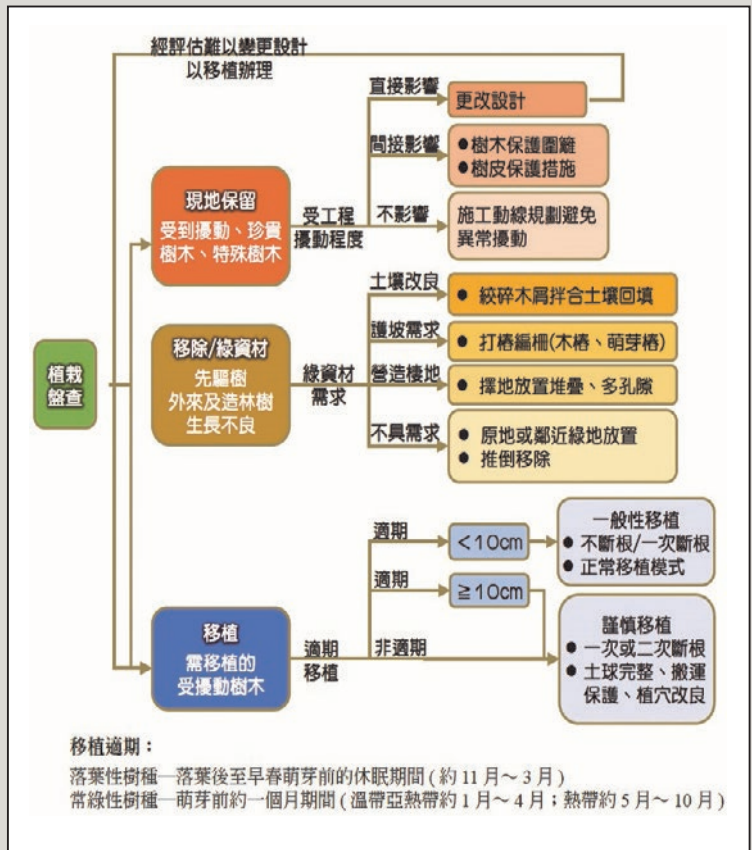 經評估難以變更設計
以移植辦理
植栽
盤查
現地保留
受到擾動、珍貴
樹木、特殊樹木
受工程
擾動程度
直接影響
更改設計
間接影響
●樹木保護圍籬
●樹皮保護措施
不影響
施工動線規劃避免
異常擾動
移除/綠資材
先驅樹
外來及造林樹
生長不良
綠資材
需求
土壤改良
● 絞碎木屑拌合土壤回填
護坡需求
● 打樁編柵(木樁、萌芽樁)
營造棲地
● 擇地放置堆疊、多孔隙
不具需求
● 原地或鄰近綠地放置
● 推倒移除
移植
需移植的
受擾動樹木
適期
移植
適期
<10cm
一般性移植
● 不斷根/一次斷根
● 正常移植模式
適期
≧10cm
非適期
謹慎移植
● 一次或二次斷根
● 土球完整、搬運
保護、植穴改良
移植適期：
落葉性樹種─落葉後至早春萌芽前的休眠期間 ( 約 11 月～ 3 月 )
常綠性樹種─萌芽前約一個月期間 ( 溫帶亞熱帶約 1 月～ 4 月；熱帶約 5 月～ 10 月 )